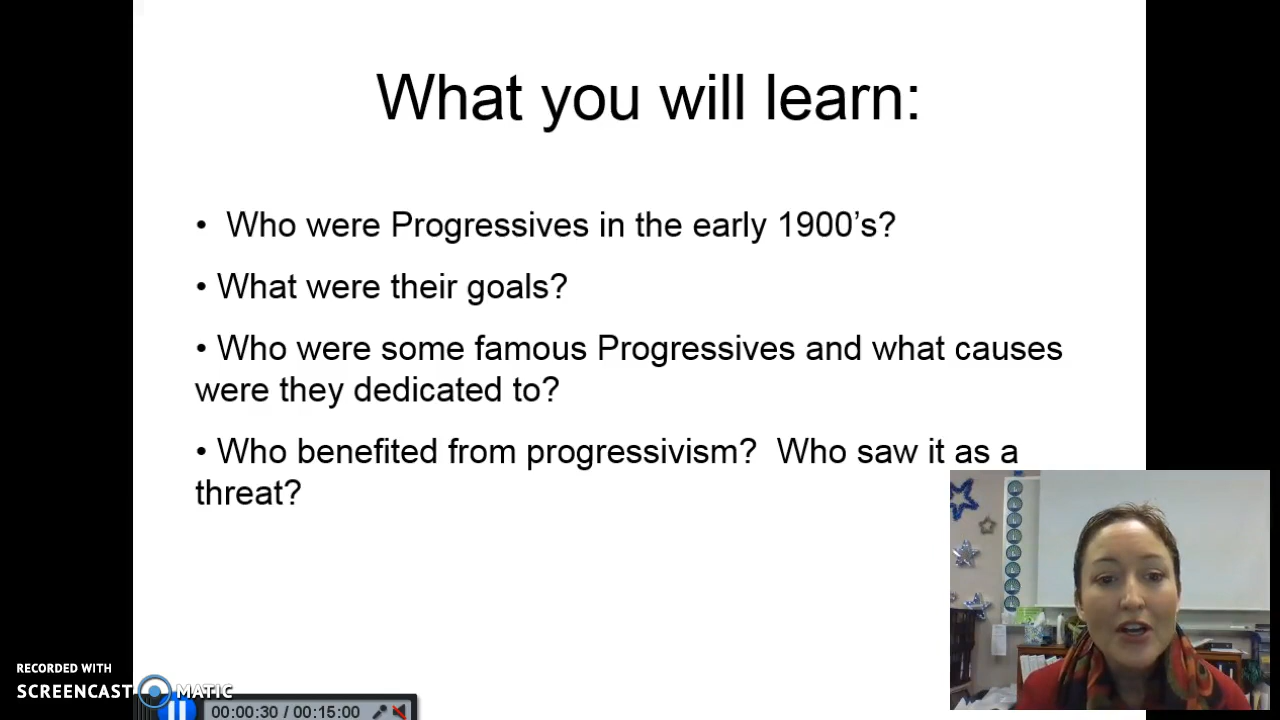 What you will learn:
• Who were Progressives in the early 1900’s?
• What were their goals?
• Who were some famous Progressives and what causes
were they dedicated to?
• Who benefited from progressivism?  Who saw it as a
threat?
RECORDED WITH
SCREENCAST MATIC
00:00:30 / 00:15:00